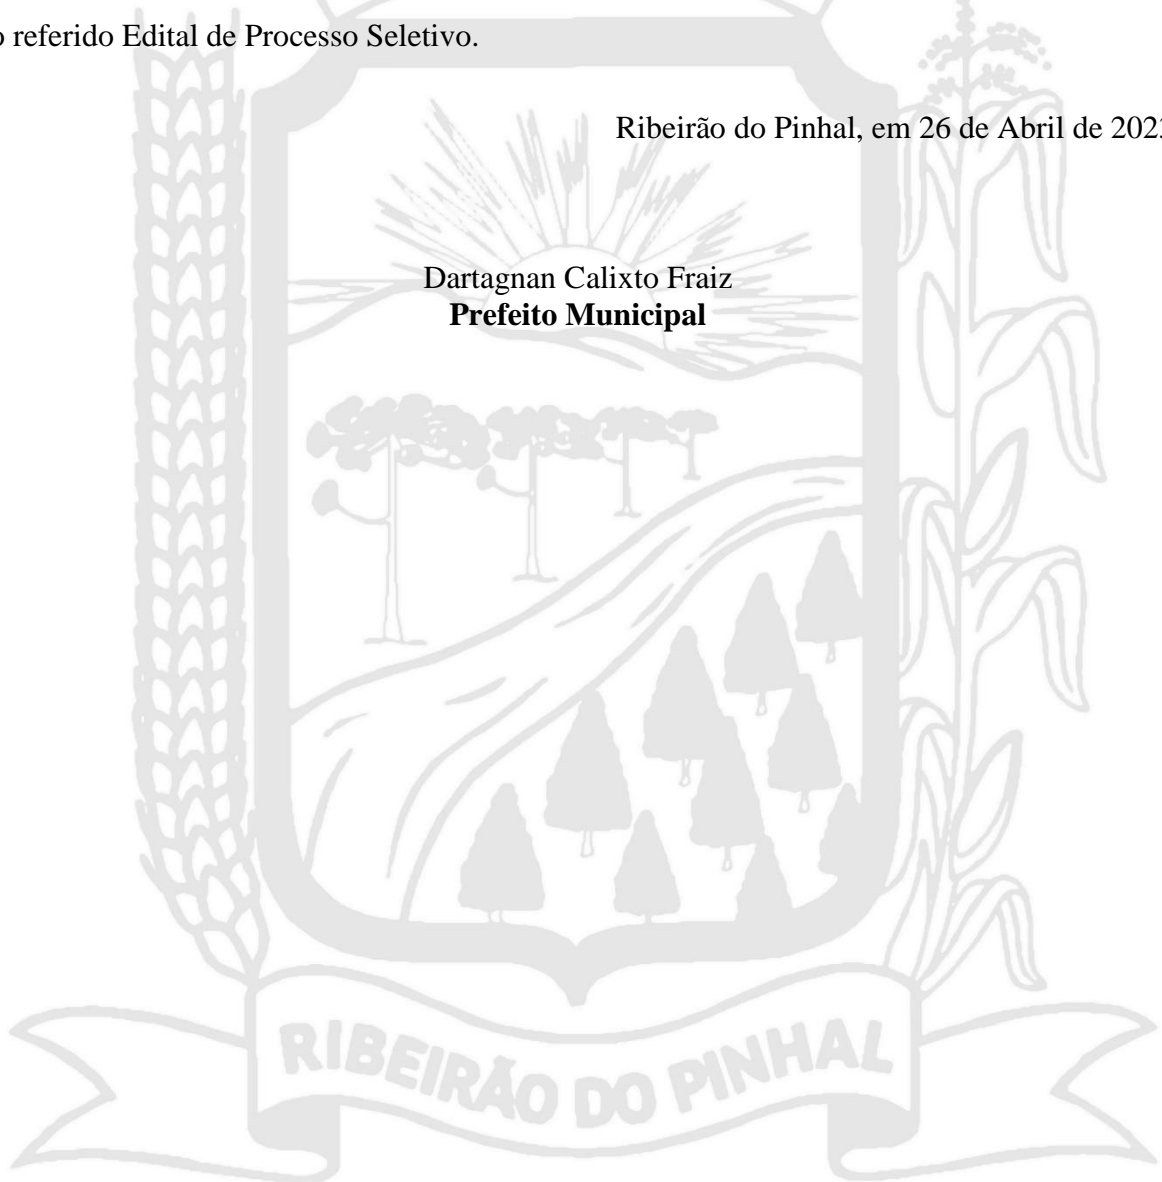 o referido Edital de Processo Seletivo.
Ribeirão do Pinhal, em 26 de Abril de 2023
Dartagnan Calixto Fraiz
Prefeito Municipal
RIBEIRÃO DO PINHAL